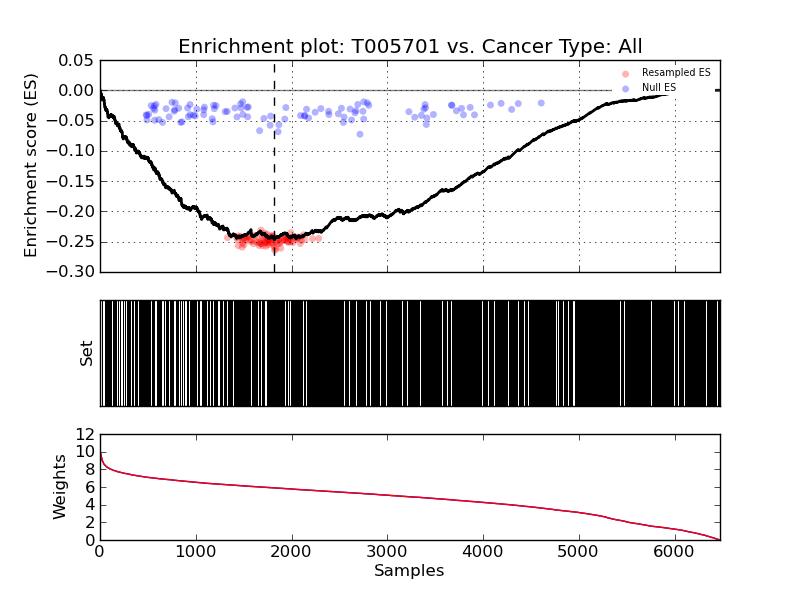 Enrichment plot: T005701 vs. Cancer Type: All
Enrichment score (ES)
0.05
0.00
−0.05
−0.10
−0.15
−0.20
−0.25
−0.30
Resampled ES
Null ES
Set
Weights
12
10
8
6
4
2
0
0 1000 2000 3000 4000 5000 6000
Samples